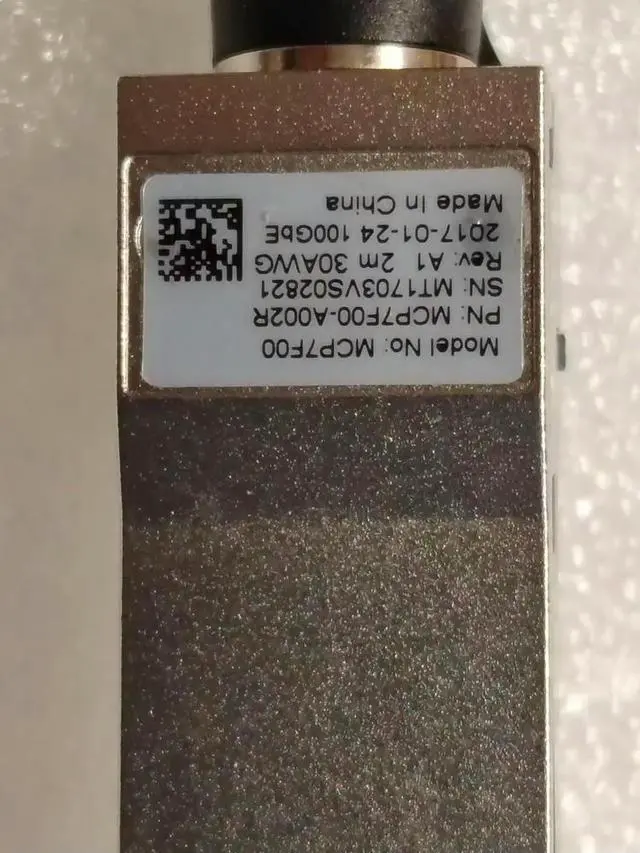 Model No: MCP7F00
PN: MCP7F00-A002R
SN: MT1703VS02821
Rev: A1 2m 30AWG
2017-01-24 100GbE
Made In China